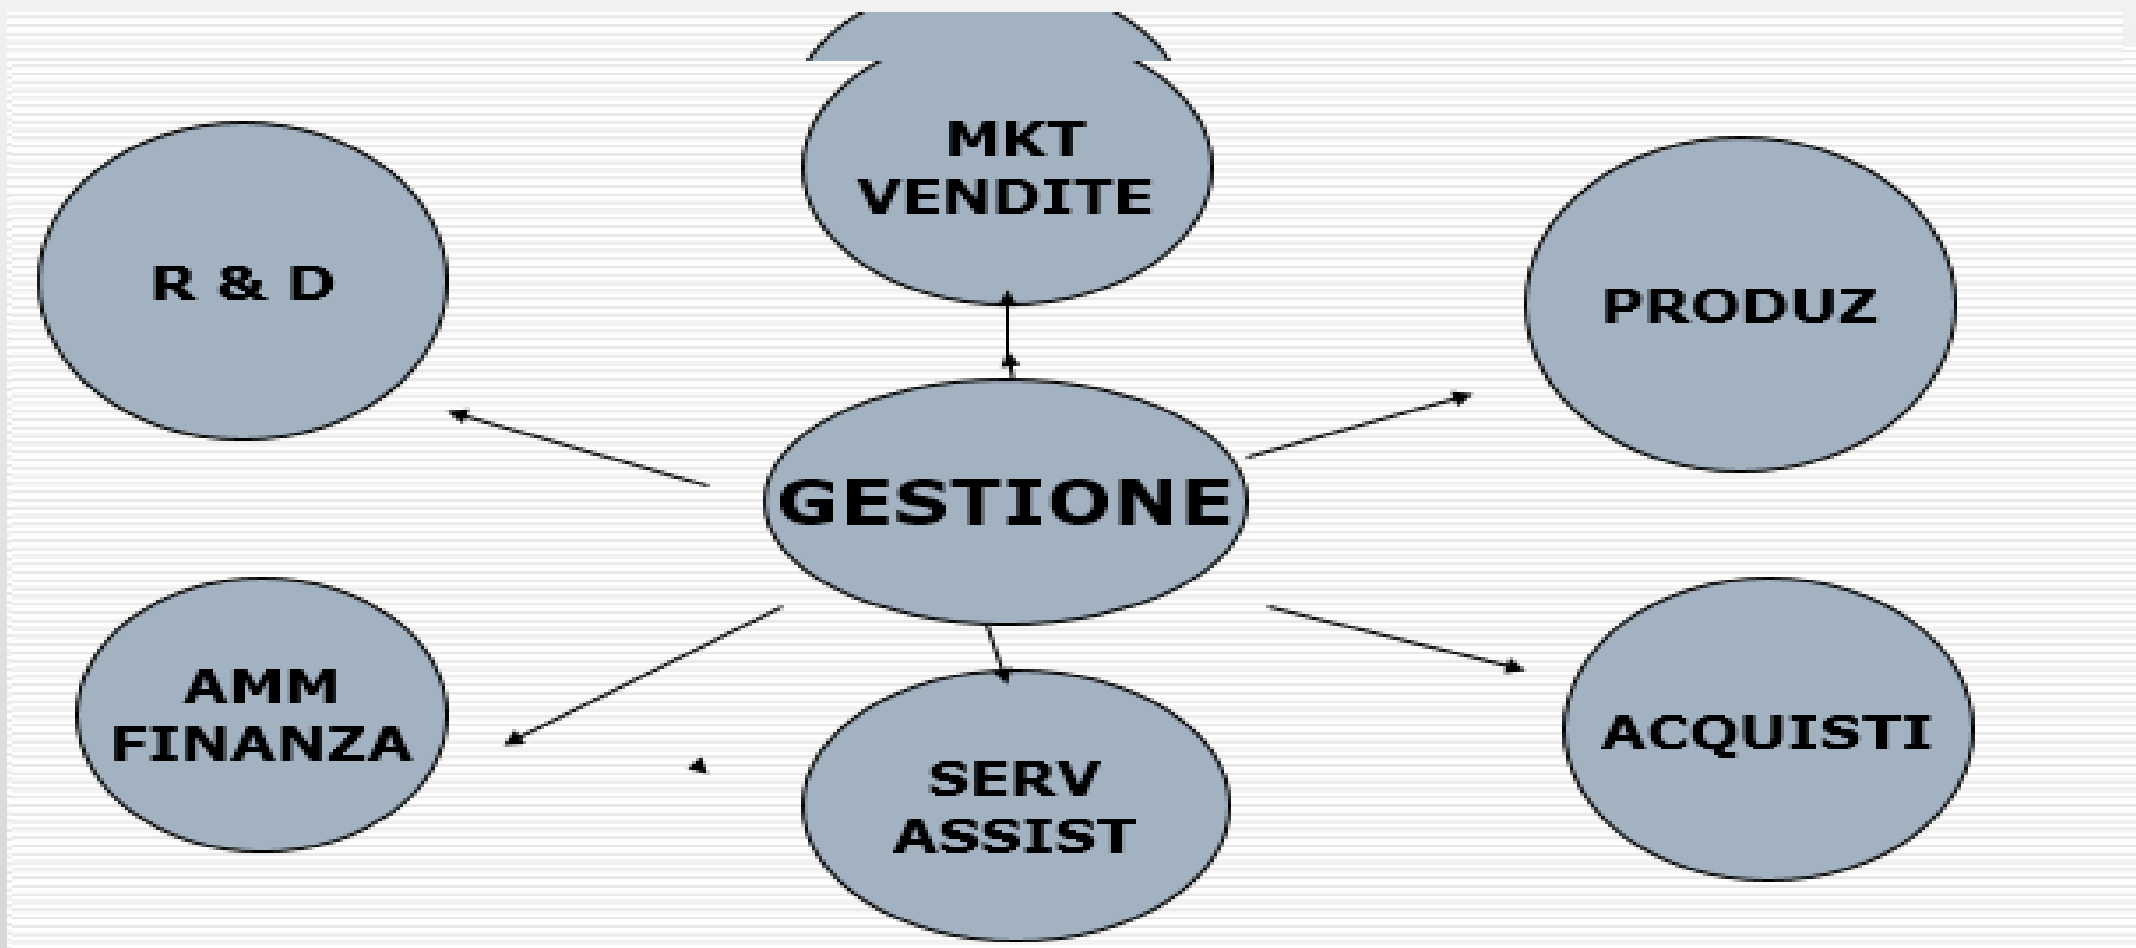 MKT
VENDITE
R & D
PRODUZ
GESTIONE
AMM
FINANZA
SERV
ASSIST
ACQUISTI